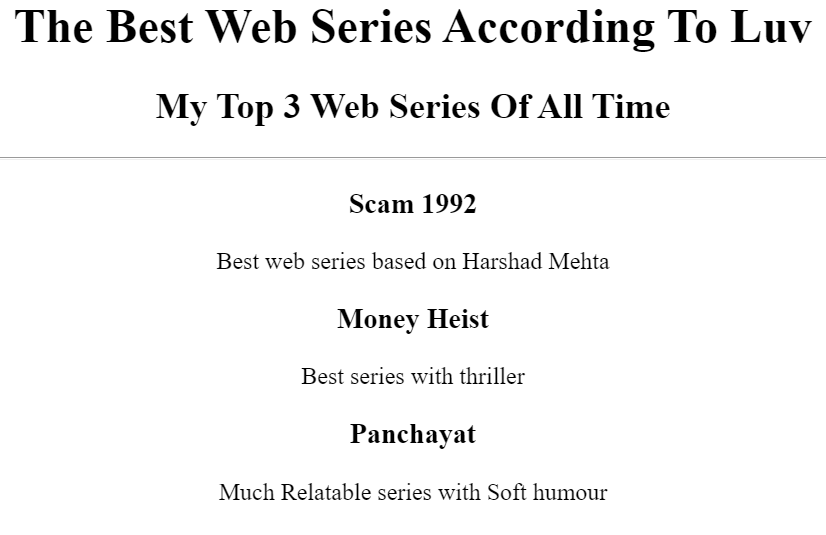 The Best Web Series According To Luv
My Top 3 Web Series Of All Time
Scam 1992
Best web series based on Harshad Mehta
Money Heist
Best series with thriller
Panchayat
Much Relatable series with Soft humour